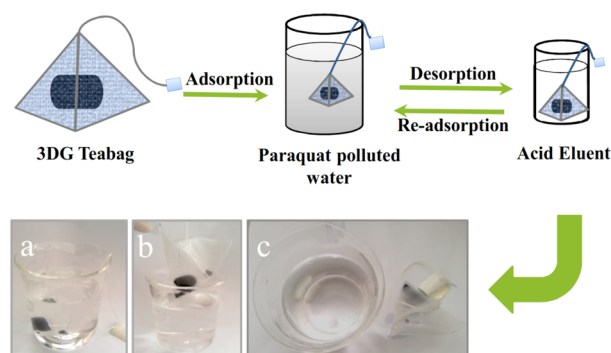 Adsorption
Desorption
Re-adsorption
3DG Teabag
Paraquat polluted
water
Acid Eluent
a
b
c